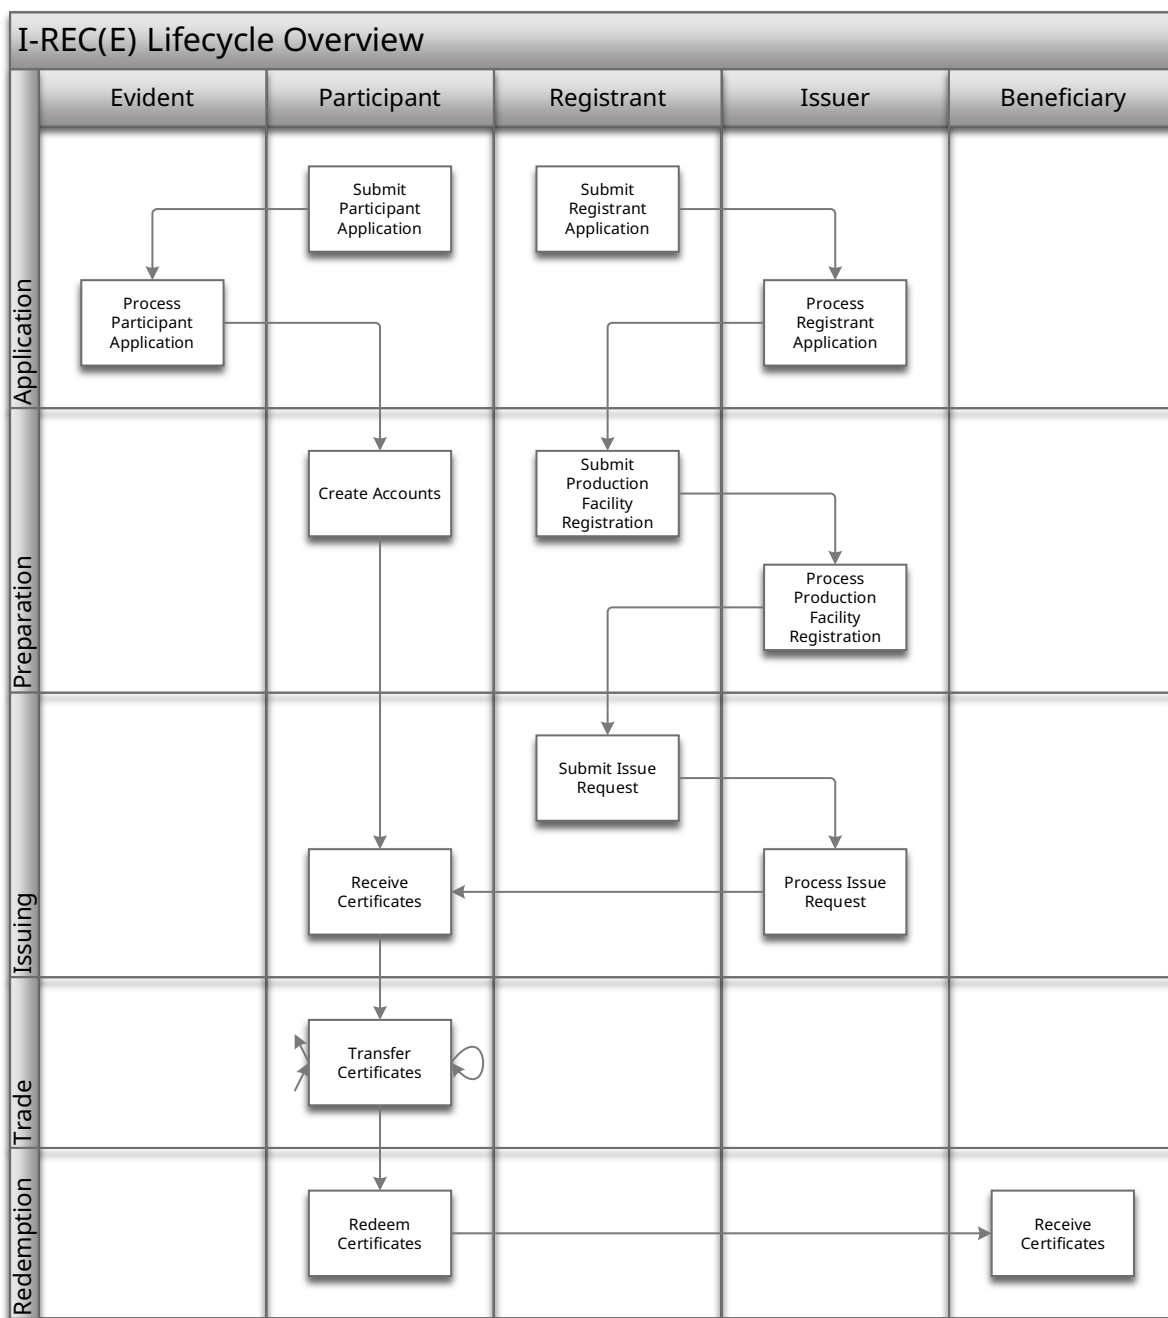 I-REC(E) Lifecycle Overview
Evident
Participant
Registrant
Issuer
Beneficiary
Application
Submit
Participant
Application
Submit
Registrant
Application
Process
Participant
Application
Process
Registrant
Application
Preparation
Create Accounts
Submit
Production
Facility
Registration
Process
Production
Facility
Registration
Issuing
Submit Issue
Request
Receive
Certificates
Process Issue
Request
Trade
Transfer
Certificates
Redemption
Redeem
Certificates
Receive
Certificates